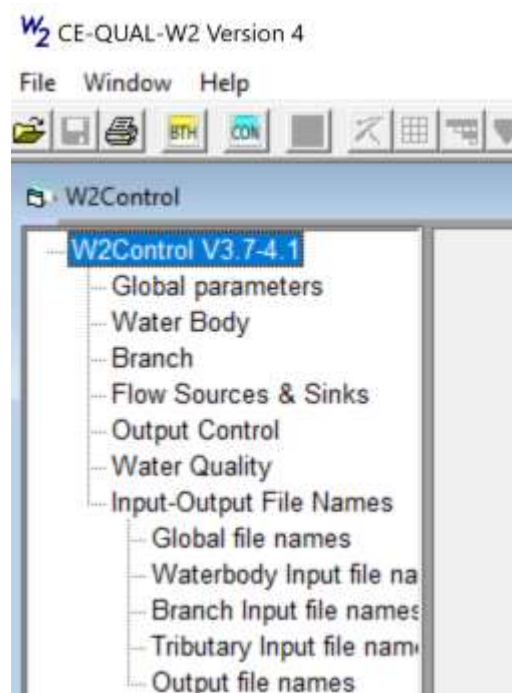 W2 CE-QUAL-W2 Version 4
File Window Help
BTH CON
W2Control
W2Control V3.7-4.1
Global parameters
Water Body
Branch
Flow Sources & Sinks
Output Control
Water Quality
Input-Output File Names
Global file names
Waterbody Input file na
Branch Input file names
Tributary Input file nam
Output file names